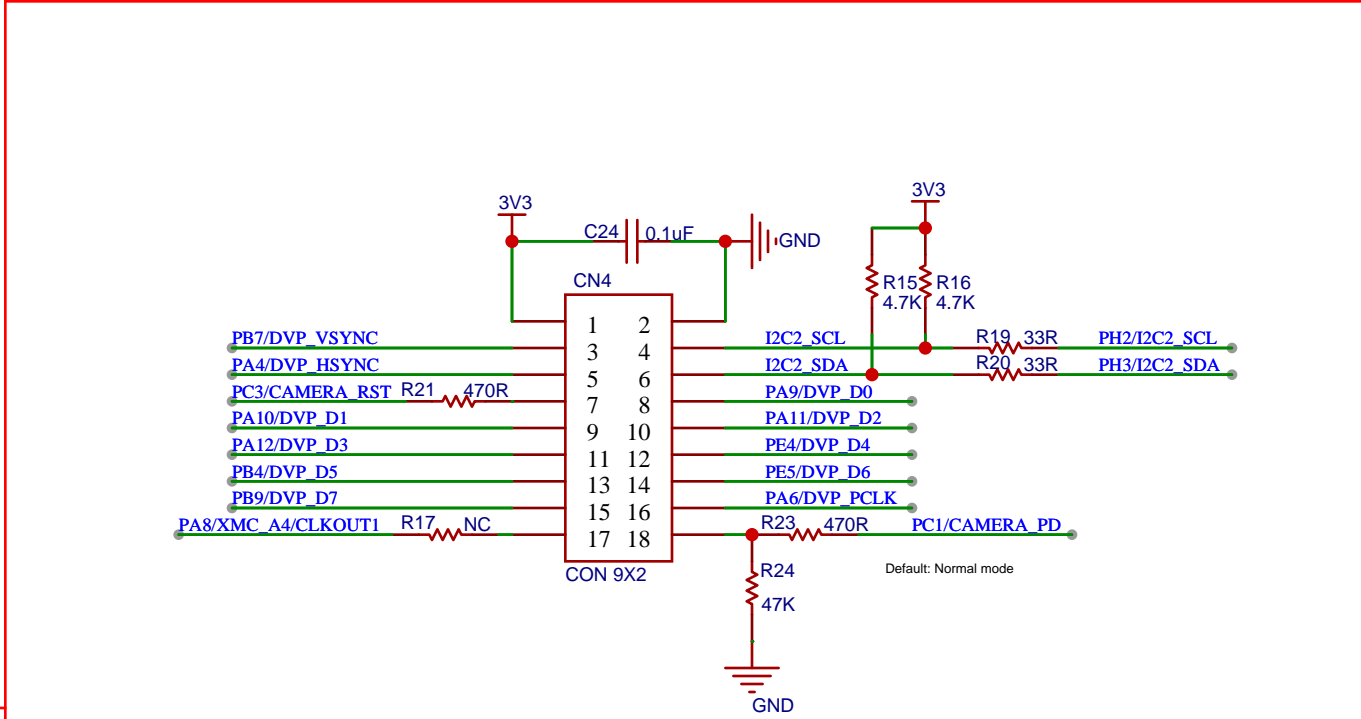 3V3
3V3
C24 0.1uF GND
CN4
R15 R16
4.7K 4.7K
1 2
PB7/DVP_VSYNC 3 4 I2C2_SCL R19 33R PH2/I2C2_SCL
PA4/DVP_HSYNC 5 6 I2C2_SDA R20 33R PH3/I2C2_SDA
PC3/CAMERA_RST R21 470R 7 8 PA9/DVP_D0
PA10/DVP_D1 9 10 PA11/DVP_D2
PA12/DVP_D3 11 12 PE4/DVP_D4
PB4/DVP_D5 13 14 PE5/DVP_D6
PB9/DVP_D7 15 16 PA6/DVP_PCLK
PA8/XMC_A4/CLKOUT1 R17 NC 17 18 R23 470R PC1/CAMERA_PD
CON 9X2 R24 Default: Normal mode
47K
GND